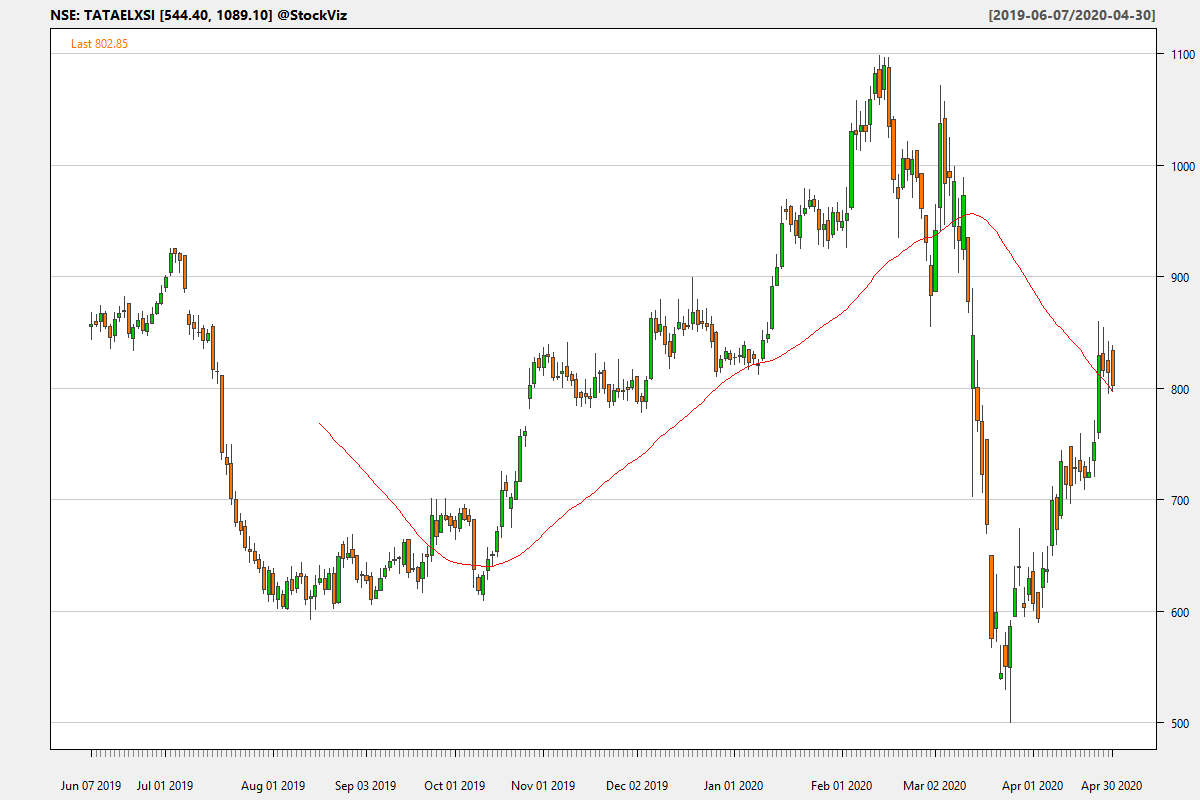 NSE: TATAELXSI [544.40, 1089.10] @StockViz
[2019-06-07/2020-04-30]
Last 802.85
1100
1000
900
800
700
600
500
Jun 07 2019 Jul 01 2019 Aug 01 2019 Sep 03 2019 Oct 01 2019 Nov 01 2019 Dec 02 2019 Jan 01 2020 Feb 01 2020 Mar 02 2020 Apr 01 2020 Apr 30 2020